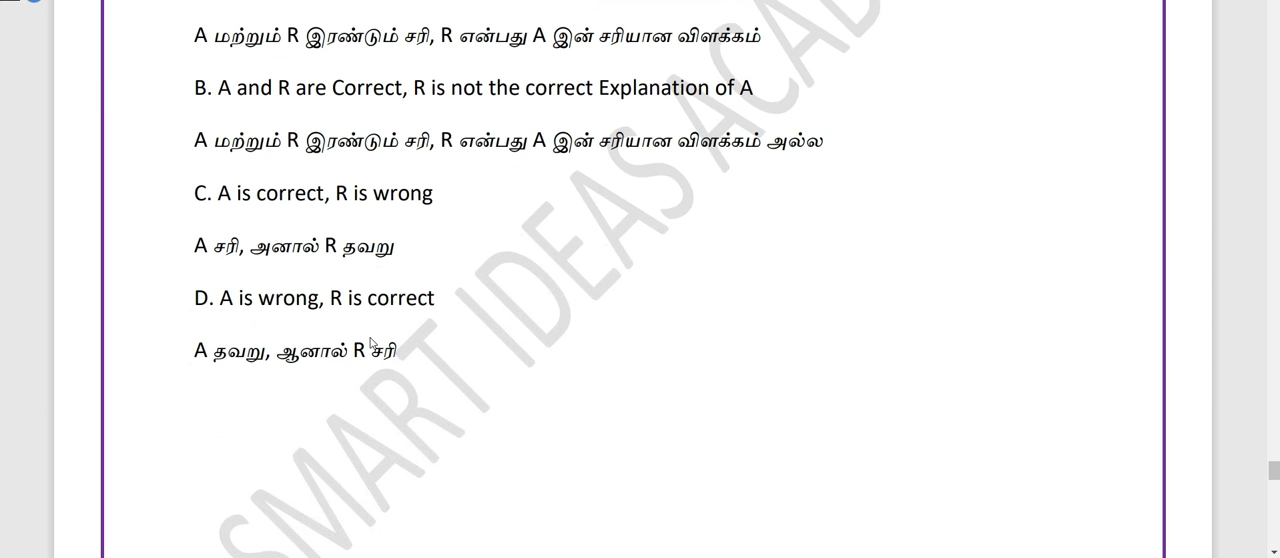 A மற்றும் R இரண்டும் சரி, R என்பது A இன் சரியான விளக்கம்
B. A and R are Correct, R is not the correct Explanation of A
A மற்றும் R இரண்டும் சரி, R என்பது A இன் சரியான விளக்கம் அல்ல
C. A is correct, R is wrong
A சரி, அனால் R தவறு
D. A is wrong, R is correct
A தவறு, ஆனால் R சரி
SMART IDEAS ACAD